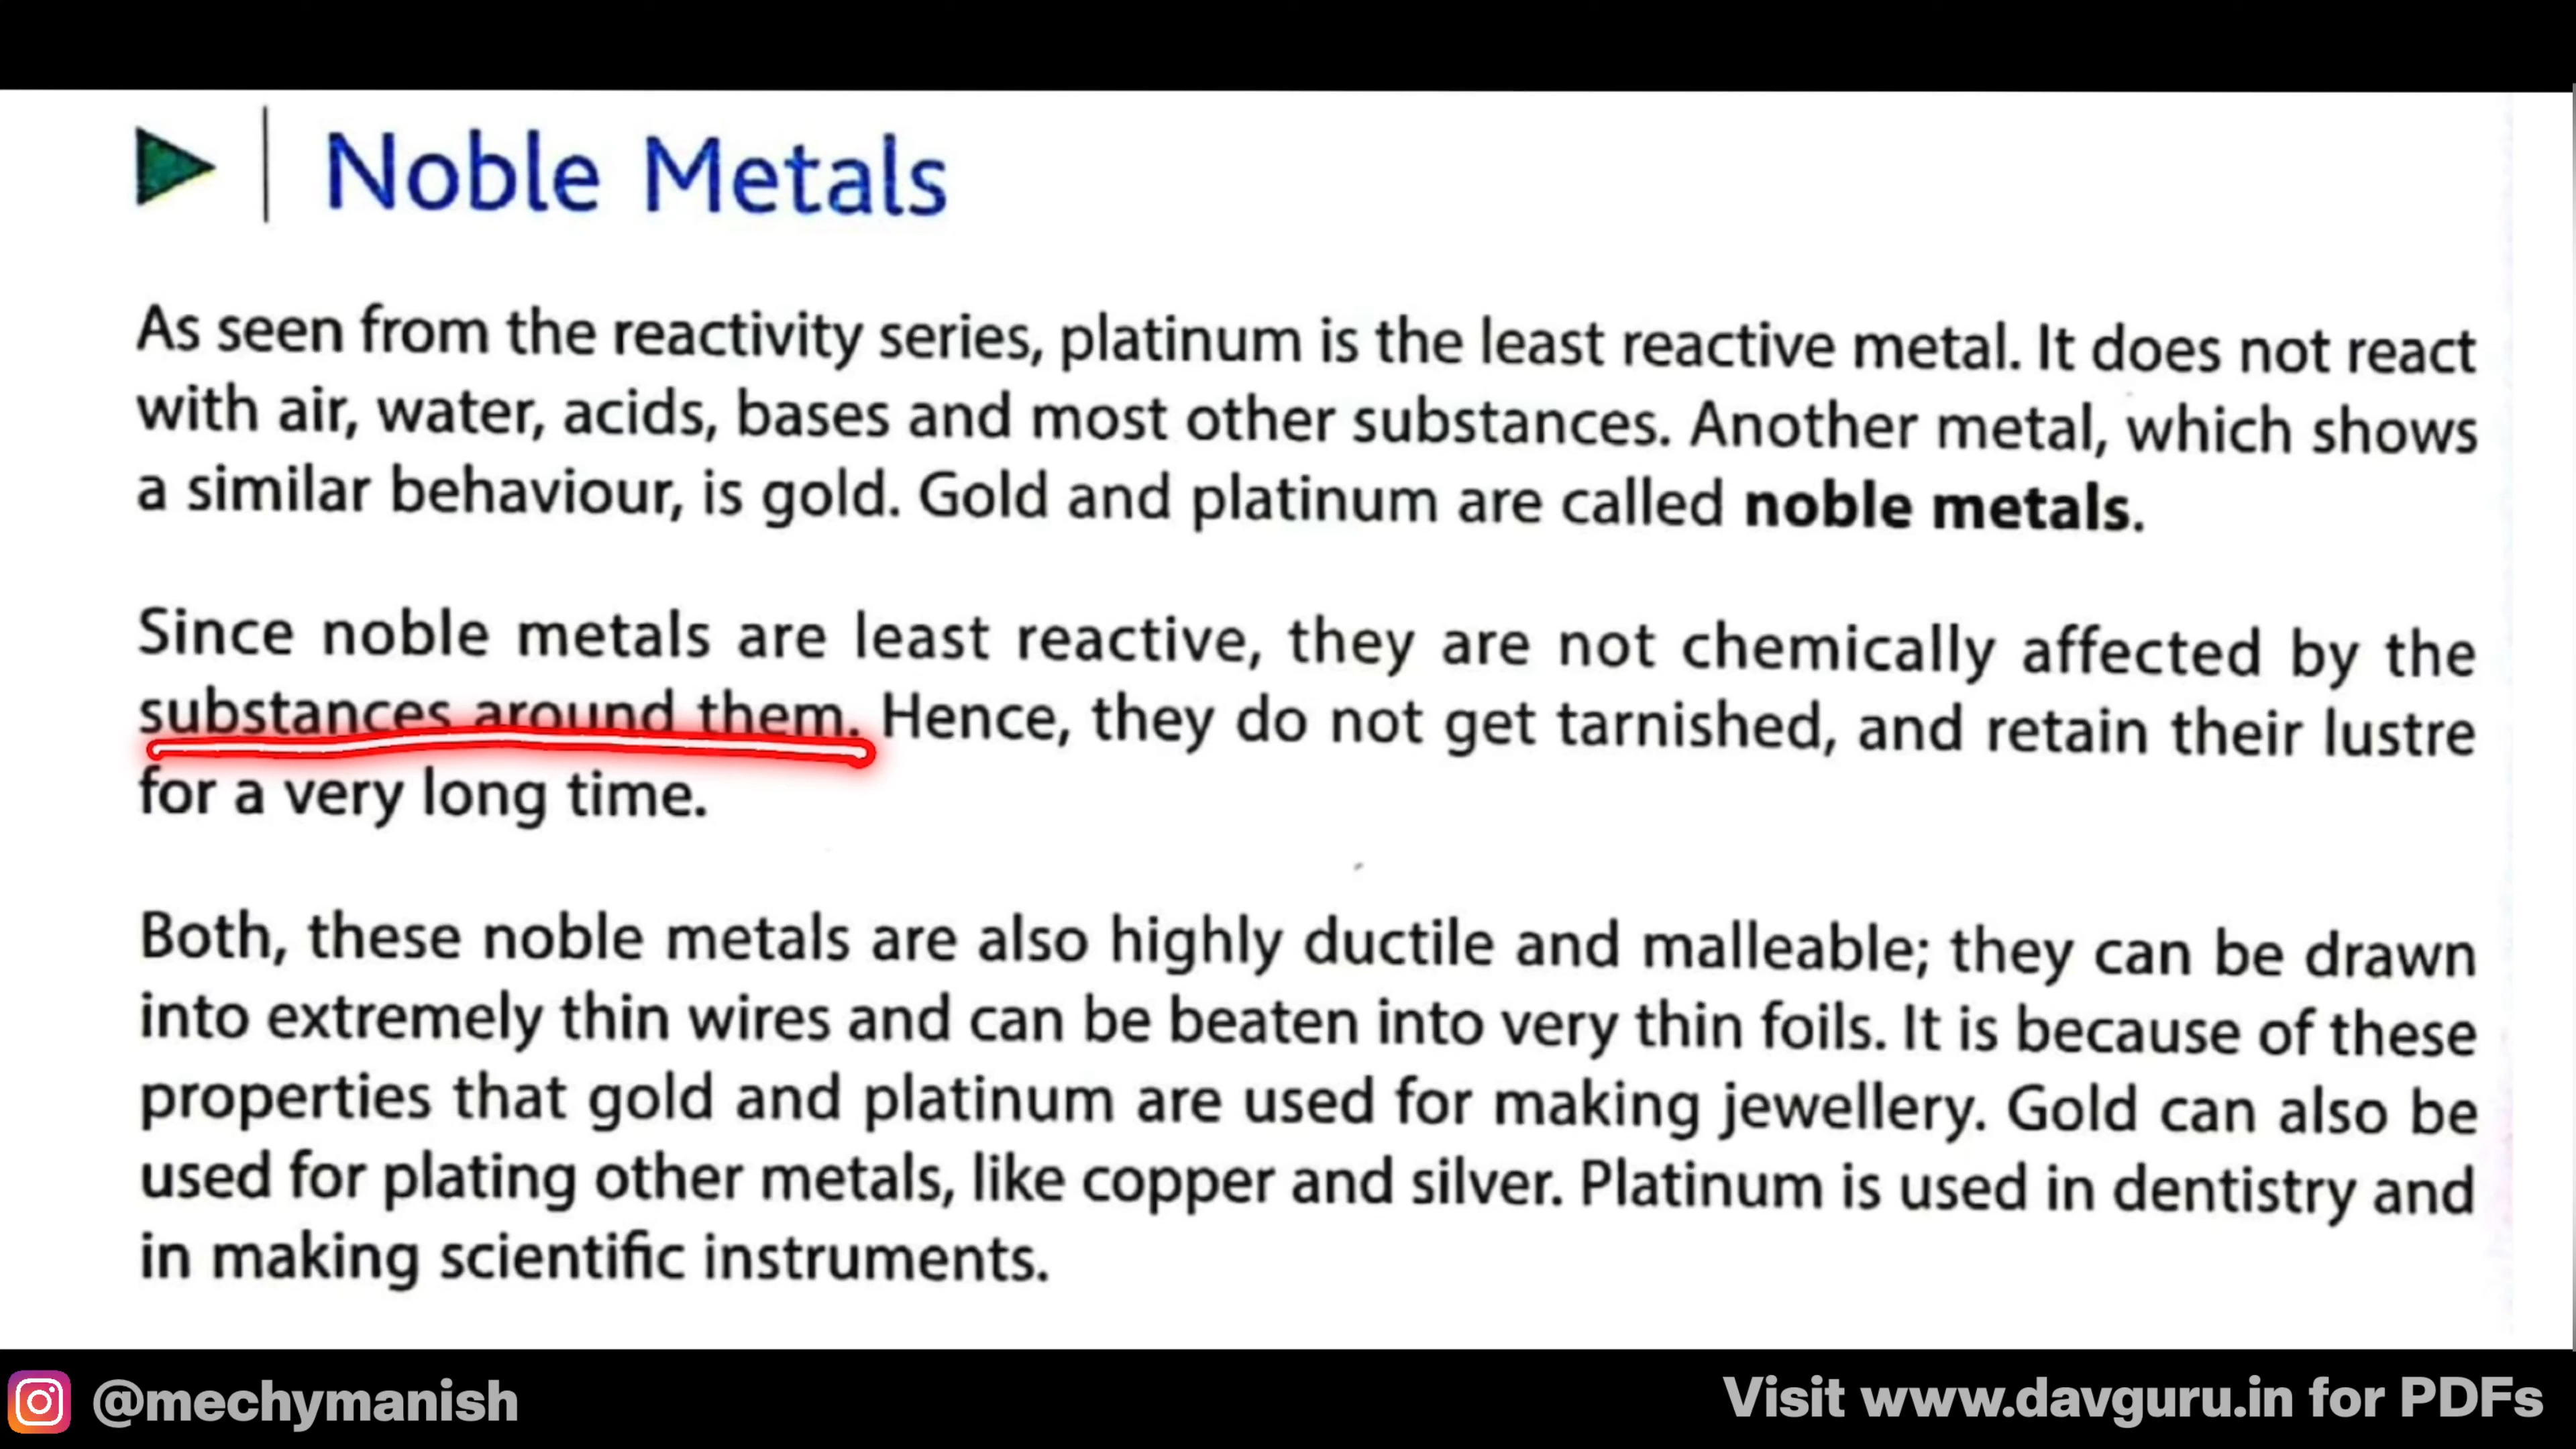 Noble Metals
As seen from the reactivity series, platinum is the least reactive metal. It does not react
with air, water, acids, bases and most other substances. Another metal, which shows
a similar behaviour, is gold. Gold and platinum are called noble metals.
Since noble metals are least reactive, they are not chemically affected by the
substances around them. Hence, they do not get tarnished, and retain their lustre
for a very long time.
Both, these noble metals are also highly ductile and malleable; they can be drawn
into extremely thin wires and can be beaten into very thin foils. It is because of these
properties that gold and platinum are used for making jewellery. Gold can also be
used for plating other metals, like copper and silver. Platinum is used in dentistry and
in making scientific instruments.
@mechymanish
Visit www.davguru.in for PDFs